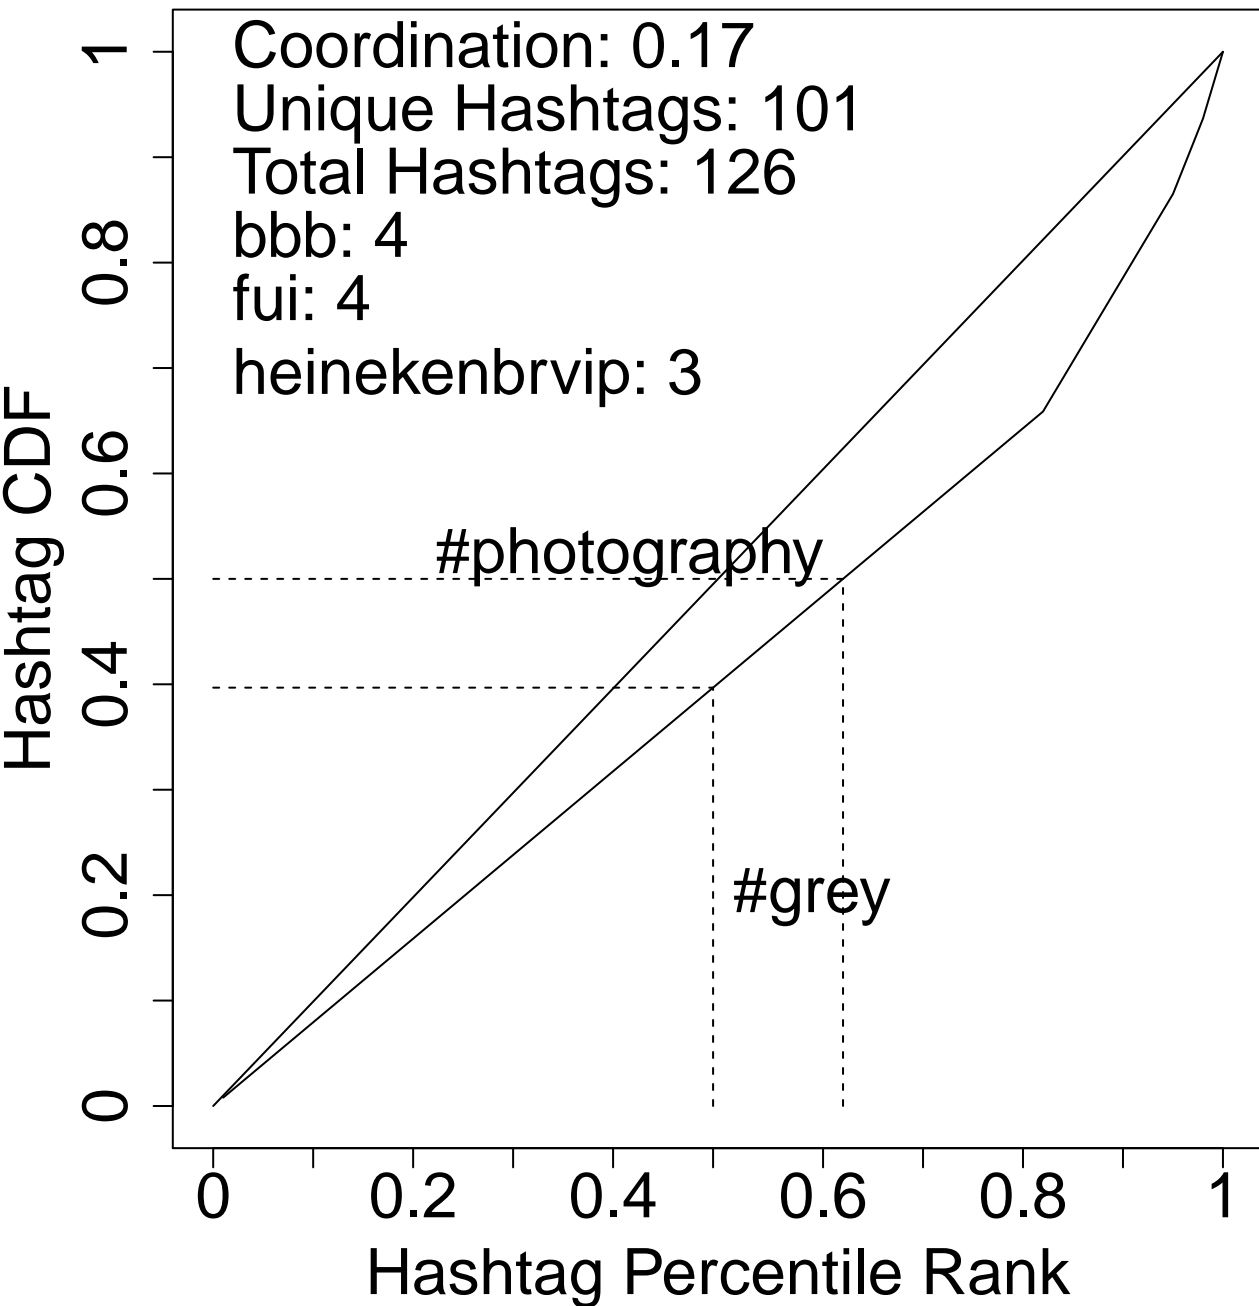 Coordination: 0.17
Unique Hashtags: 101
Total Hashtags: 126
bbb: 4
fui: 4
heinekenbrvip: 3
#photography
#grey
Hashtag CDF
1
0.8
0.6
0.4
0.2
0
0 0.2 0.4 0.6 0.8 1
Hashtag Percentile Rank